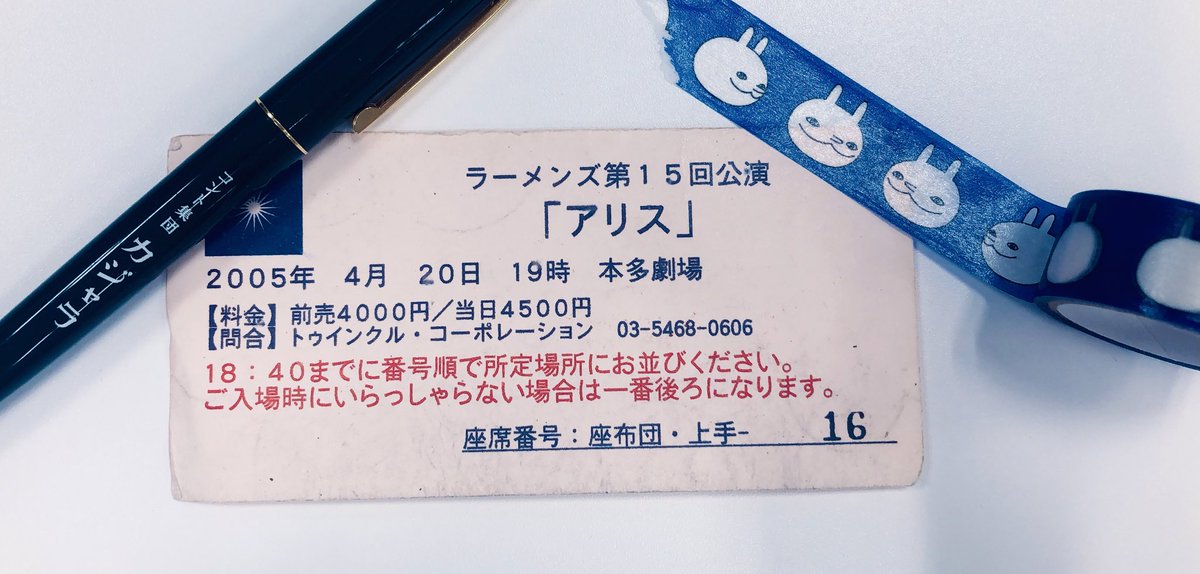 コント集団 カジャラ
ラーメンズ第15回公演
「アリス」
2005年 4月 20日 19時 本多劇場
【料金】前売4000円／当日4500円
【問合】トゥインクル・コーポレーション 03-5468-0606
18：40までに番号順で所定場所にお並びください。
ご入場時にいらっしゃらない場合は一番後ろになります。
座席番号：座布団・上手- 16